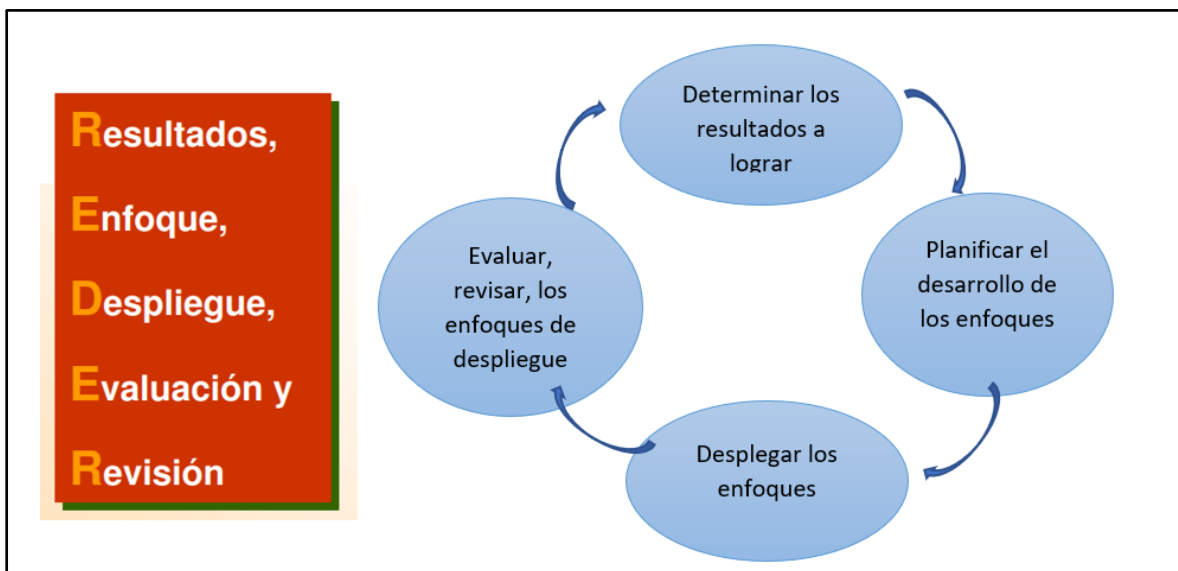 Resultados,
Enfoque,
Despliegue,
Evaluación y
Revisión
Determinar los
resultados a
lograr
Planificar el
desarrollo de
los enfoques
Desplegar los
enfoques
Evaluar,
revisar, los
enfoques de
despliegue